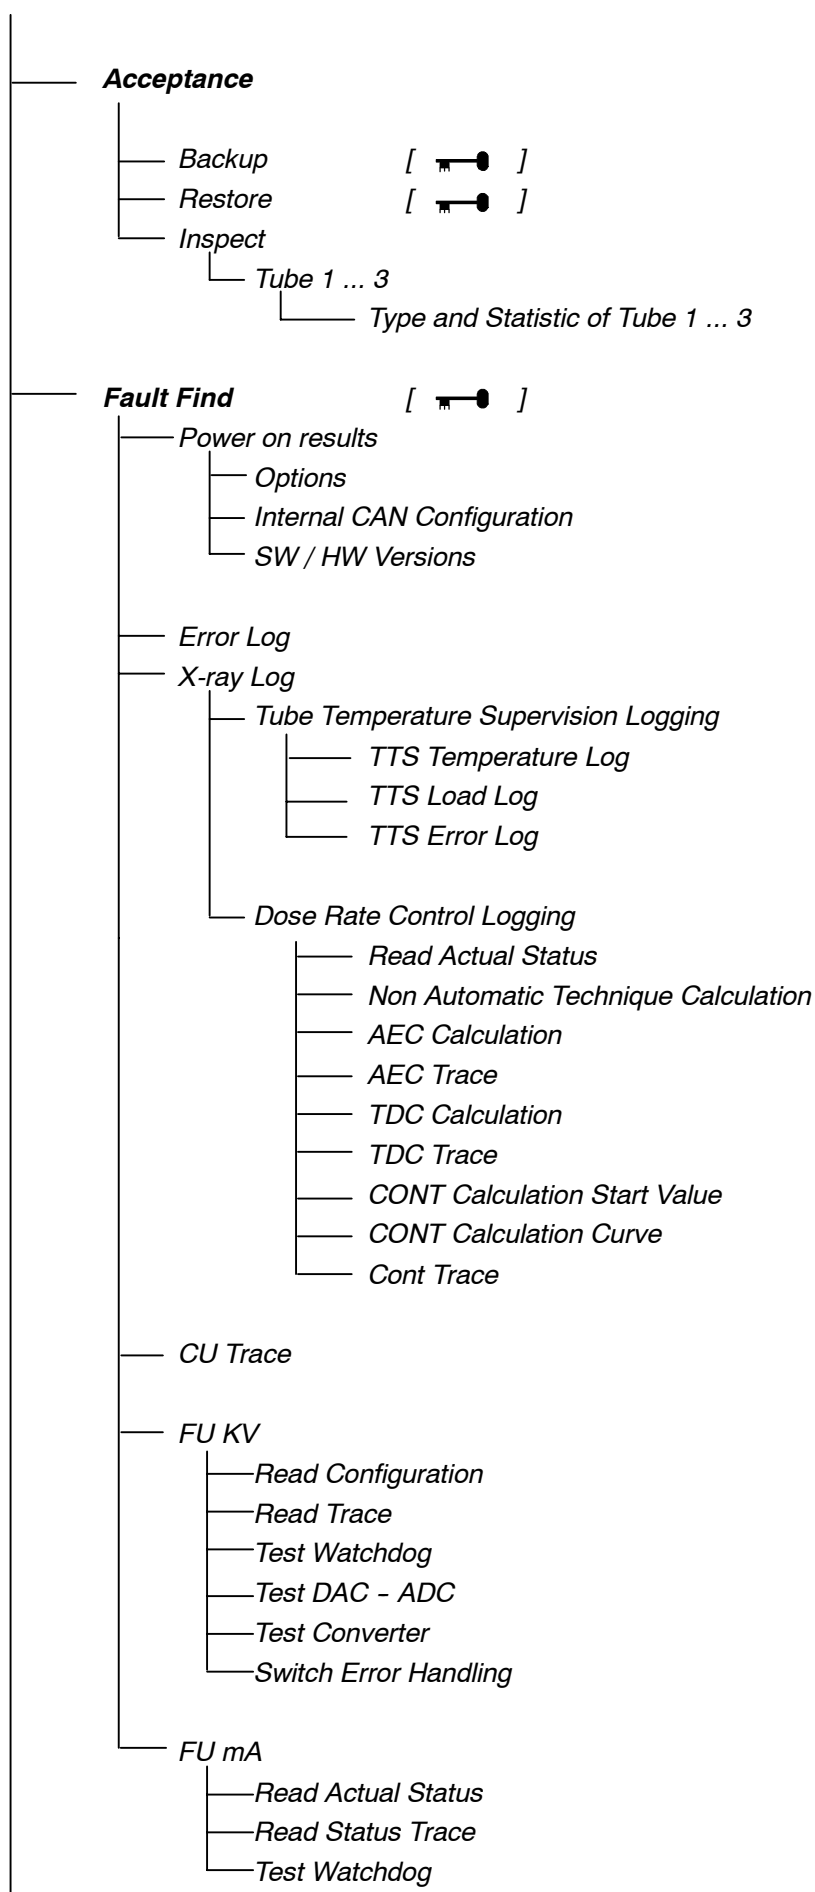 Acceptance
Backup [ ]
Restore [ ]
Inspect
Tube 1 ... 3
Type and Statistic of Tube 1 ... 3
Fault Find [ ]
Power on results
Options
Internal CAN Configuration
SW / HW Versions
Error Log
X-ray Log
Tube Temperature Supervision Logging
TTS Temperature Log
TTS Load Log
TTS Error Log
Dose Rate Control Logging
Read Actual Status
Non Automatic Technique Calculation
AEC Calculation
AEC Trace
TDC Calculation
TDC Trace
CONT Calculation Start Value
CONT Calculation Curve
Cont Trace
CU Trace
FU KV
Read Configuration
Read Trace
Test Watchdog
Test DAC - ADC
Test Converter
Switch Error Handling
FU mA
Read Actual Status
Read Status Trace
Test Watchdog